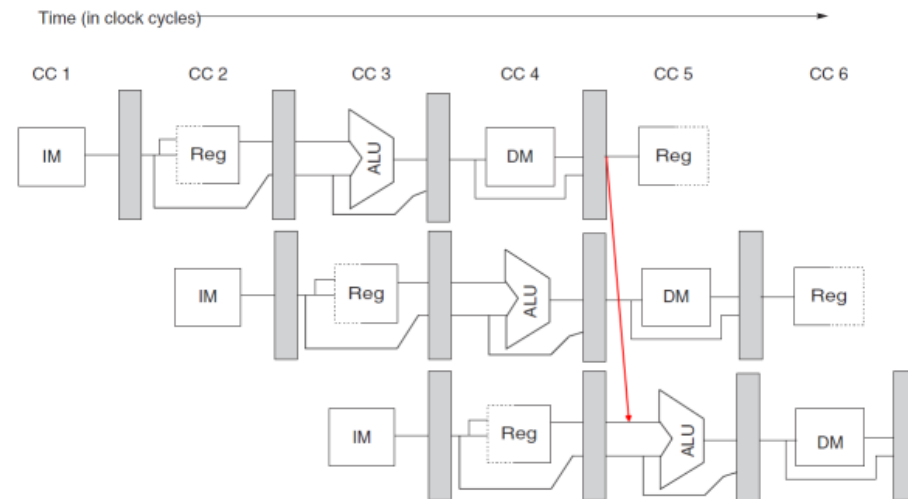 Time (in clock cycles)
CC 1 CC 2 CC 3 CC 4 CC 5 CC 6
IM Reg ALU DM Reg
IM Reg ALU DM Reg
IM Reg ALU DM